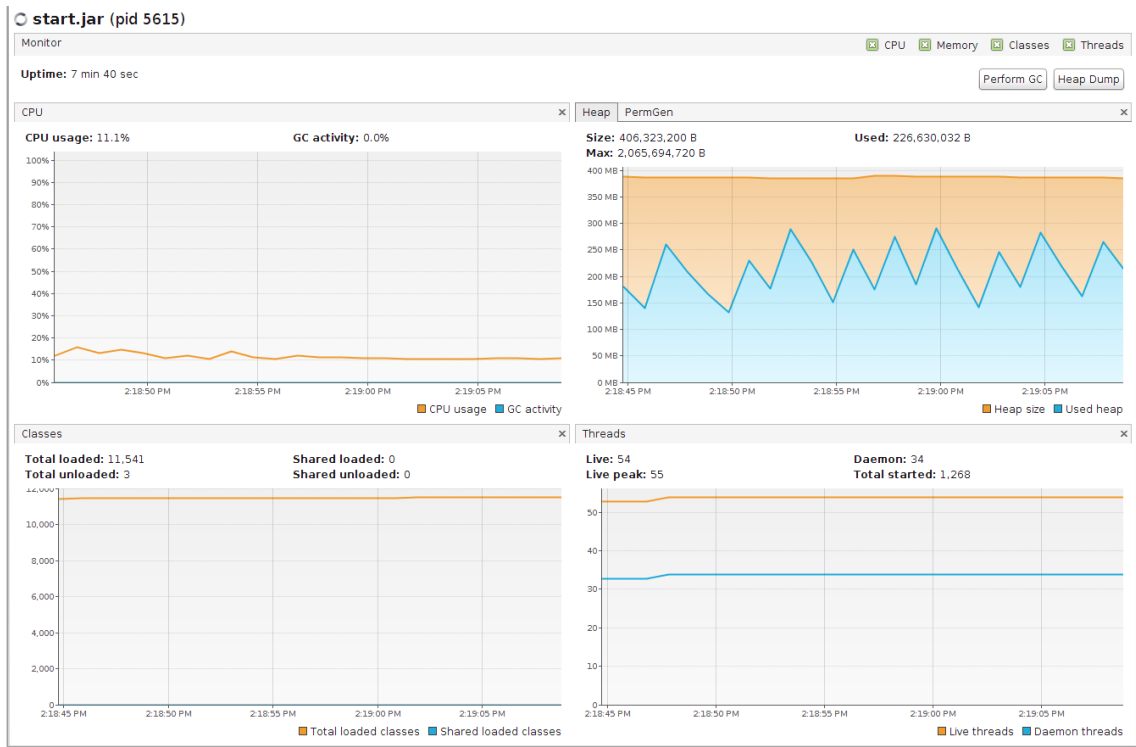 start.jar (pid 5615)
Monitor
CPU Memory Classes Threads
Uptime: 7 min 40 sec
Perform GC Heap Dump
CPU
CPU usage: 11.1% GC activity: 0.0%
100%
90%
80%
70%
60%
50%
40%
30%
20%
10%
0%
2:18:50 PM 2:18:55 PM 2:19:00 PM 2:19:05 PM
CPU usage GC activity
Heap PermGen
Size: 406,323,200 B Used: 226,630,032 B
Max: 2,065,694,720 B
400 MB
350 MB
300 MB
250 MB
200 MB
150 MB
100 MB
50 MB
0 MB
2:18:45 PM 2:18:50 PM 2:18:55 PM 2:19:00 PM 2:19:05 PM
Heap size Used heap
Classes
Total loaded: 11,541 Shared loaded: 0
Total unloaded: 3 Shared unloaded: 0
12,000
10,000
8,000
6,000
4,000
2,000
0
2:18:45 PM 2:18:50 PM 2:18:55 PM 2:19:00 PM 2:19:05 PM
Total loaded classes Shared loaded classes
Threads
Live: 54 Daemon: 34
Live peak: 55 Total started: 1,268
50
40
30
20
10
0
2:18:45 PM 2:18:50 PM 2:18:55 PM 2:19:00 PM 2:19:05 PM
Live threads Daemon threads